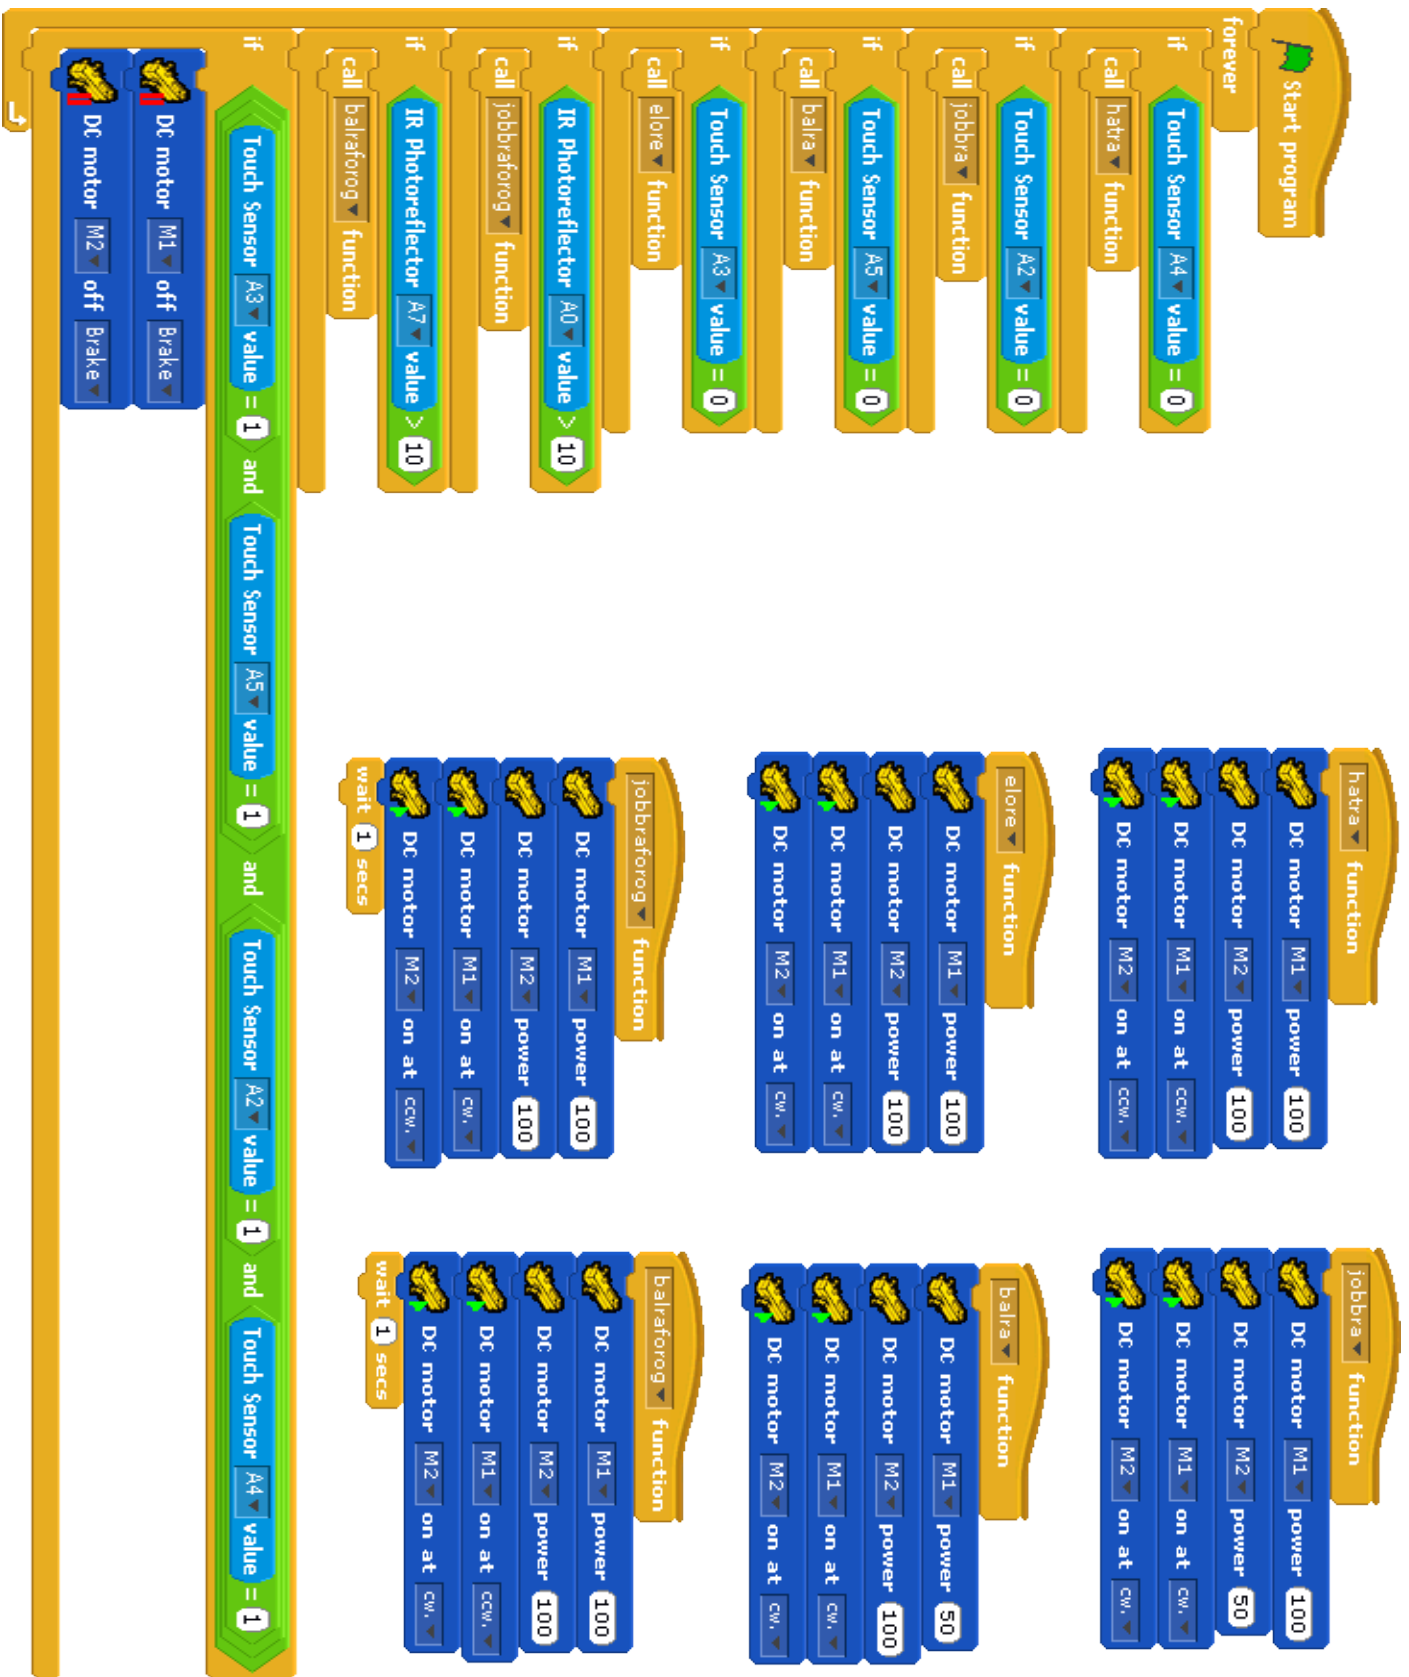 Start program
forever
if Touch Sensor A4 value = 0
call hatra function
if Touch Sensor A2 value = 0
call jobbra function
if Touch Sensor A5 value = 0
call balra function
if Touch Sensor A3 value = 0
call elore function
if IR Photoreflector A0 value > 10
call jobbraforog function
if IR Photoreflector A7 value > 10
call balraforog function
if Touch Sensor A3 value = 1 and Touch Sensor A5 value = 1 and Touch Sensor A2 value = 1 and Touch Sensor A4 value = 1
DC motor M1 off Brake
DC motor M2 off Brake
hatra function
DC motor M1 power 100
DC motor M2 power 100
DC motor M1 on at ccw.
DC motor M2 on at ccw.
jobbra function
DC motor M1 power 100
DC motor M2 power 50
DC motor M1 on at cw.
DC motor M2 on at cw.
elore function
DC motor M1 power 100
DC motor M2 power 100
DC motor M1 on at cw.
DC motor M2 on at cw.
balra function
DC motor M1 power 50
DC motor M2 power 100
DC motor M1 on at cw.
DC motor M2 on at cw.
jobbraforog function
DC motor M1 power 100
DC motor M2 power 100
DC motor M1 on at cw.
DC motor M2 on at ccw.
wait 1 secs
balraforog function
DC motor M1 power 100
DC motor M2 power 100
DC motor M1 on at ccw.
DC motor M2 on at cw.
wait 1 secs